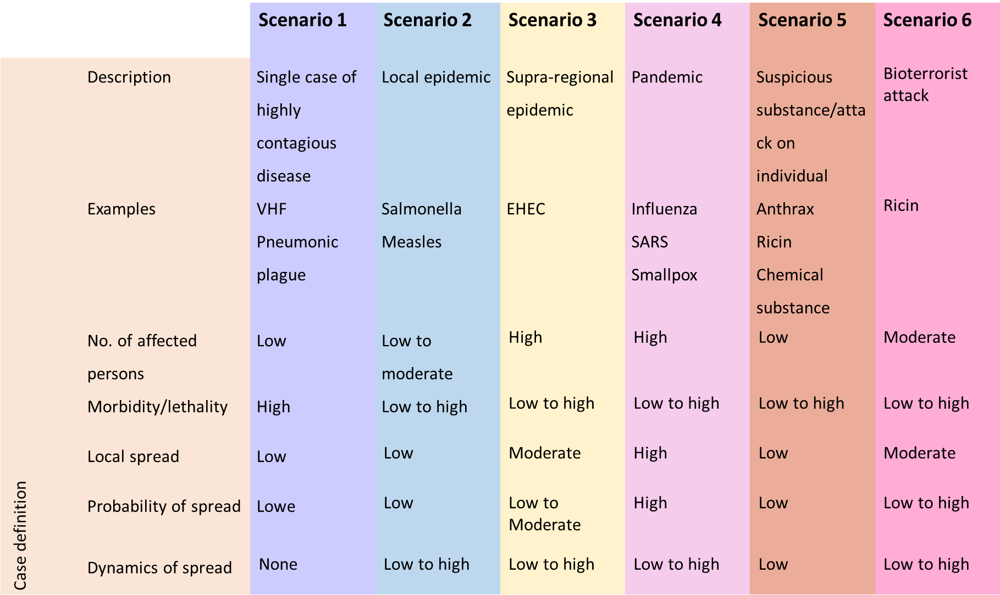 Scenario 1 Scenario 2 Scenario 3 Scenario 4 Scenario 5 Scenario 6
Case definition
Description
Single case of
highly
contagious
disease
Local epidemic
Supra-regional
epidemic
Pandemic
Suspicious
substance/atta
ck on
individual
Bioterrorist
attack
Examples
VHF
Pneumonic
plague
Salmonella
Measles
EHEC
Influenza
SARS
Smallpox
Anthrax
Ricin
Chemical
substance
Ricin
No. of affected
persons
Low
Low to
moderate
High
High
Low
Moderate
Morbidity/lethality
High
Low to high
Low to high
Low to high
Low to high
Low to high
Local spread
Low
Low
Moderate
High
Low
Moderate
Probability of spread
Lowe
Low
Low to
Moderate
High
Low
Low to high
Dynamics of spread
None
Low to high
Low to high
Low to high
Low
Low to high